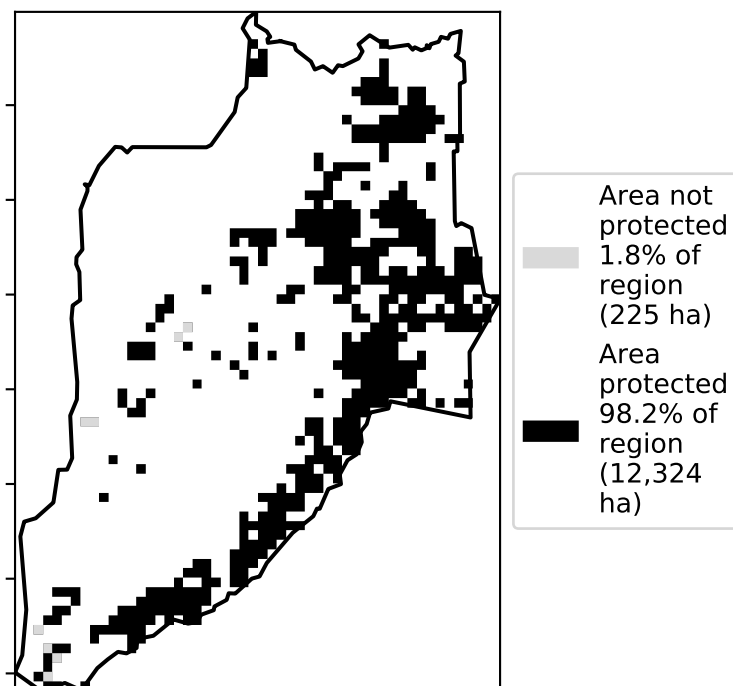 Area not
protected
1.8% of
region
(225 ha)
Area
protected
98.2% of
region
(12,324
ha)